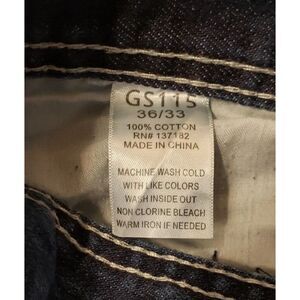 GS115
36/33
100% COTTON
RN# 137182
MADE IN CHINA
MACHINE WASH COLD
WITH LIKE COLORS
WASH INSIDE OUT
NON CLORINE BLEACH
WARM IRON IF NEEDED